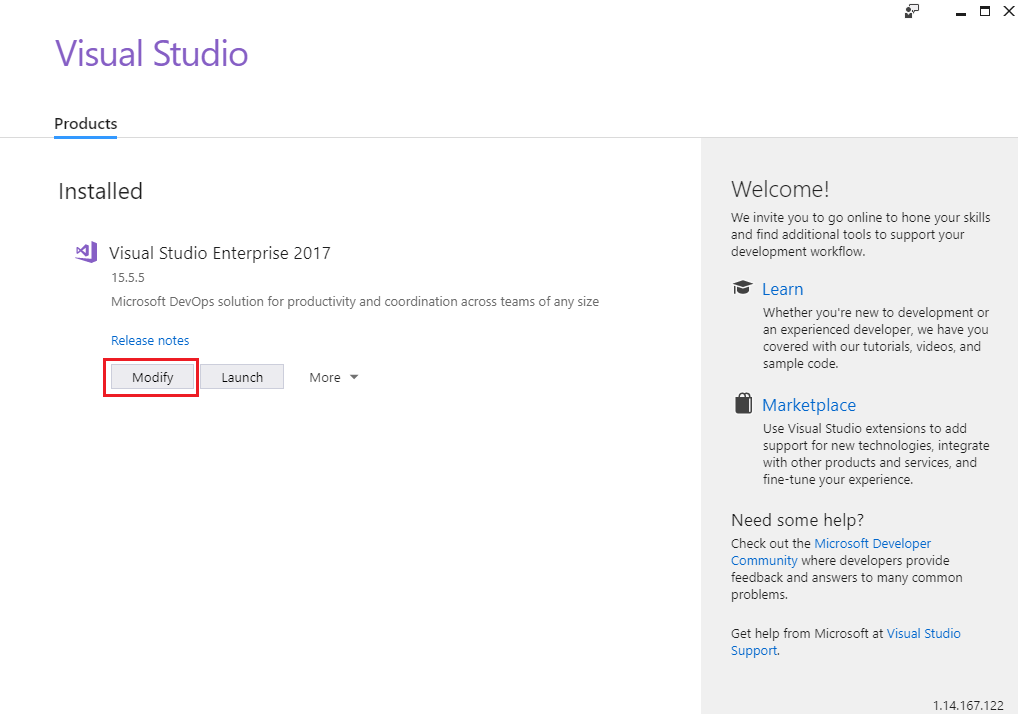 Visual Studio
Products
Installed
Visual Studio Enterprise 2017
15.5.5
Microsoft DevOps solution for productivity and coordination across teams of any size
Release notes
Modify
Launch
More
Welcome!
We invite you to go online to hone your skills
and find additional tools to support your
development workflow.
Learn
Whether you're new to development or
an experienced developer, we have you
covered with our tutorials, videos, and
sample code.
Marketplace
Use Visual Studio extensions to add
support for new technologies, integrate
with other products and services, and
fine-tune your experience.
Need some help?
Check out the Microsoft Developer
Community where developers provide
feedback and answers to many common
problems.
Get help from Microsoft at Visual Studio
Support.
1.14.167.122